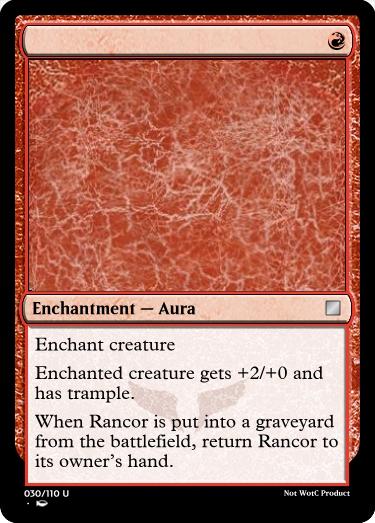 Enchantment — Aura
Enchant creature
Enchanted creature gets +2/+0 and
has trample.
When Rancor is put into a graveyard
from the battlefield, return Rancor to
its owner's hand.
030/110 U
Not WotC Product